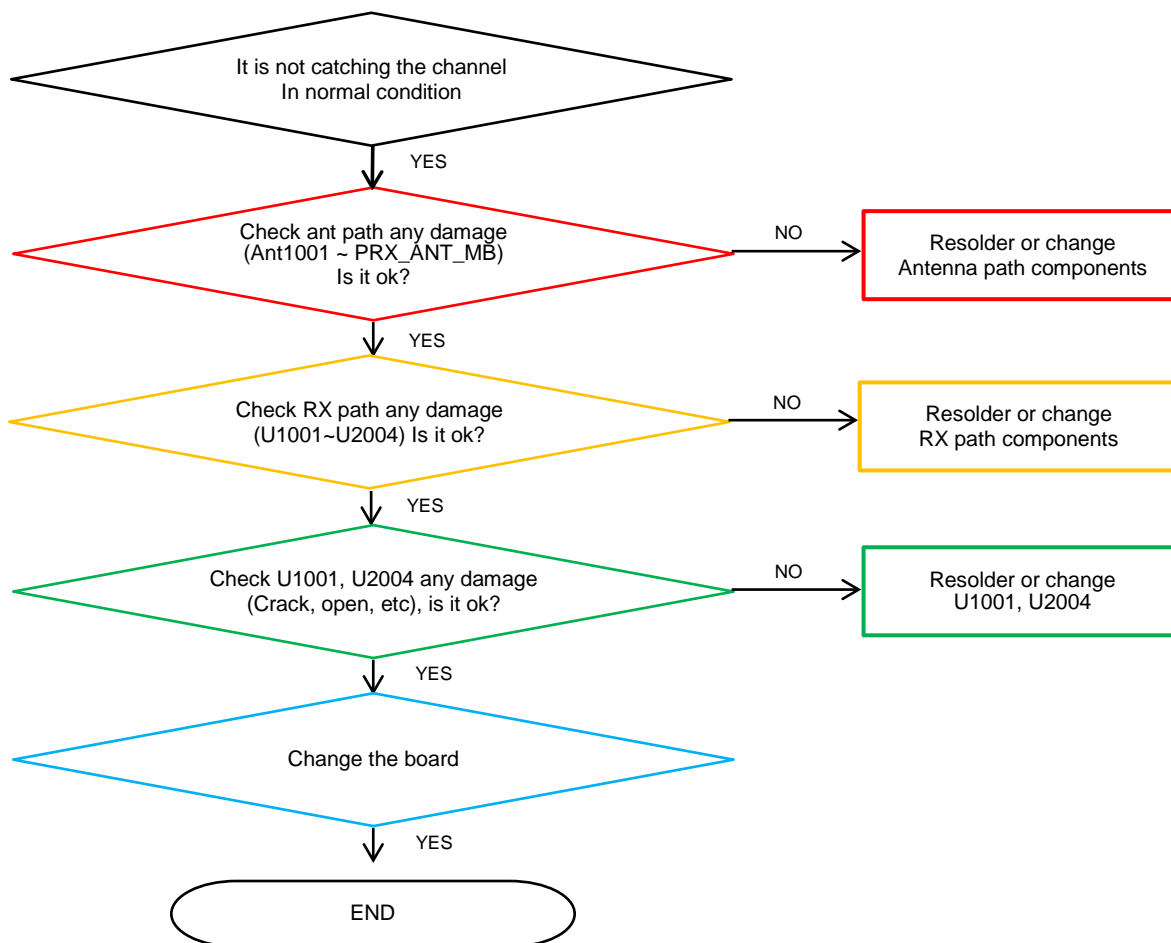 It is not catching the channel
In normal condition
YES
Check ant path any damage
(Ant1001 ~ PRX_ANT_MB)
Is it ok?
NO
Resolder or change
Antenna path components
YES
Check RX path any damage
(U1001~U2004) Is it ok?
NO
Resolder or change
RX path components
YES
Check U1001, U2004 any damage
(Crack, open, etc), is it ok?
NO
Resolder or change
U1001, U2004
YES
Change the board
YES
END